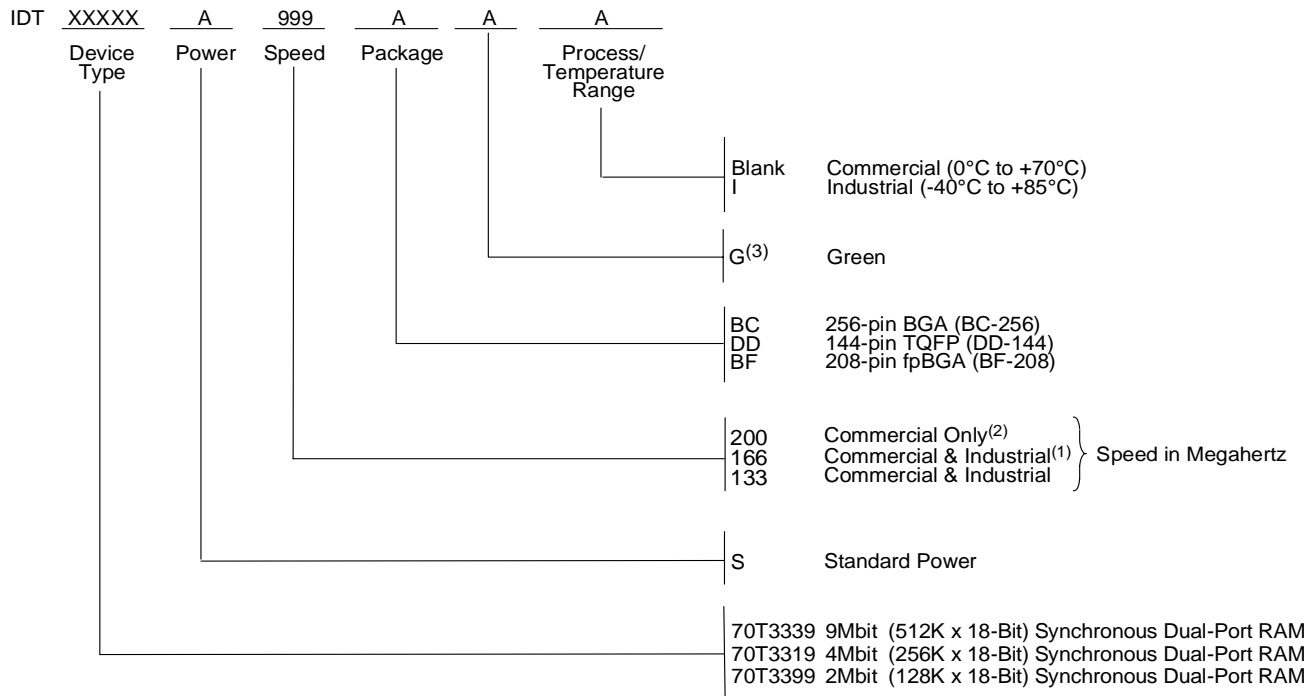 IDT XXXXX A 999 A A A
Device Type Power Speed Package Process/ Temperature Range
Blank Commercial (0°C to +70°C)
I Industrial (-40°C to +85°C)
G(3) Green
BC 256-pin BGA (BC-256)
DD 144-pin TQFP (DD-144)
BF 208-pin fpBGA (BF-208)
200 Commercial Only(2)
166 Commercial & Industrial(1) Speed in Megahertz
133 Commercial & Industrial
S Standard Power
70T3339 9Mbit (512K x 18-Bit) Synchronous Dual-Port RAM
70T3319 4Mbit (256K x 18-Bit) Synchronous Dual-Port RAM
70T3399 2Mbit (128K x 18-Bit) Synchronous Dual-Port RAM